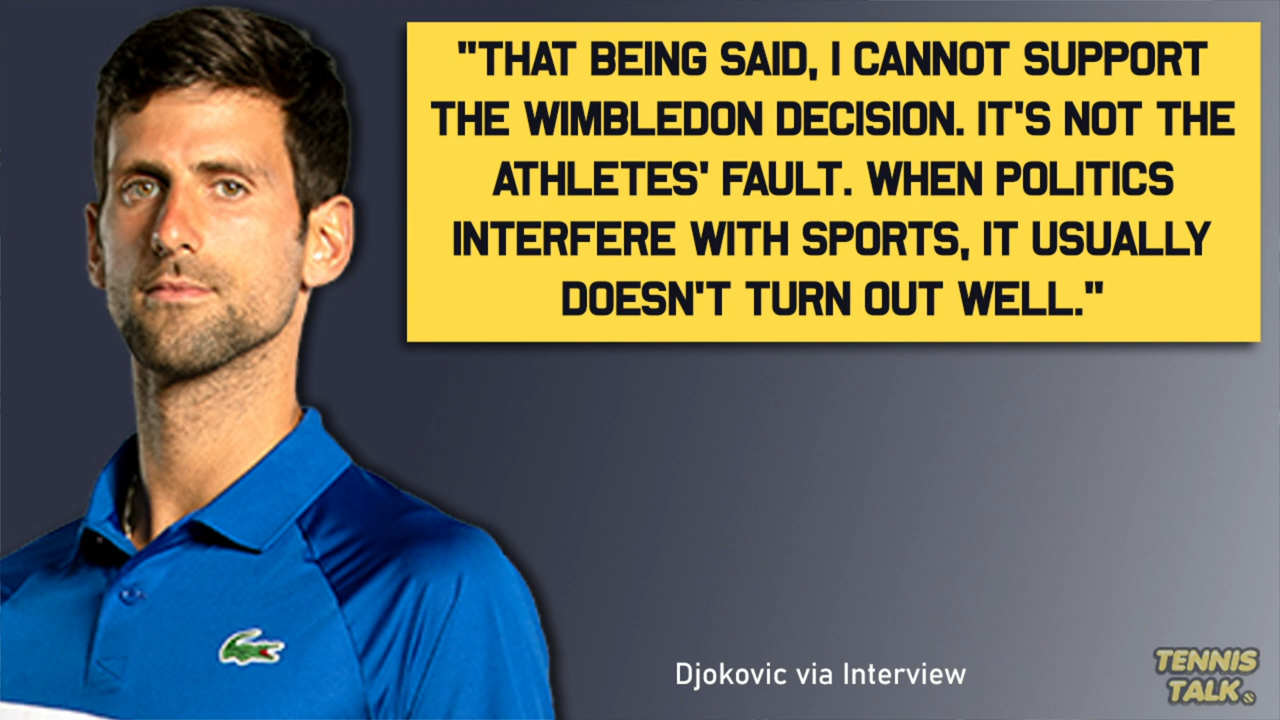 "THAT BEING SAID, I CANNOT SUPPORT
THE WIMBLEDON DECISION. IT'S NOT THE
ATHLETES' FAULT. WHEN POLITICS
INTERFERE WITH SPORTS, IT USUALLY
DOESN'T TURN OUT WELL."
Djokovic via Interview
TENNIS
TALK